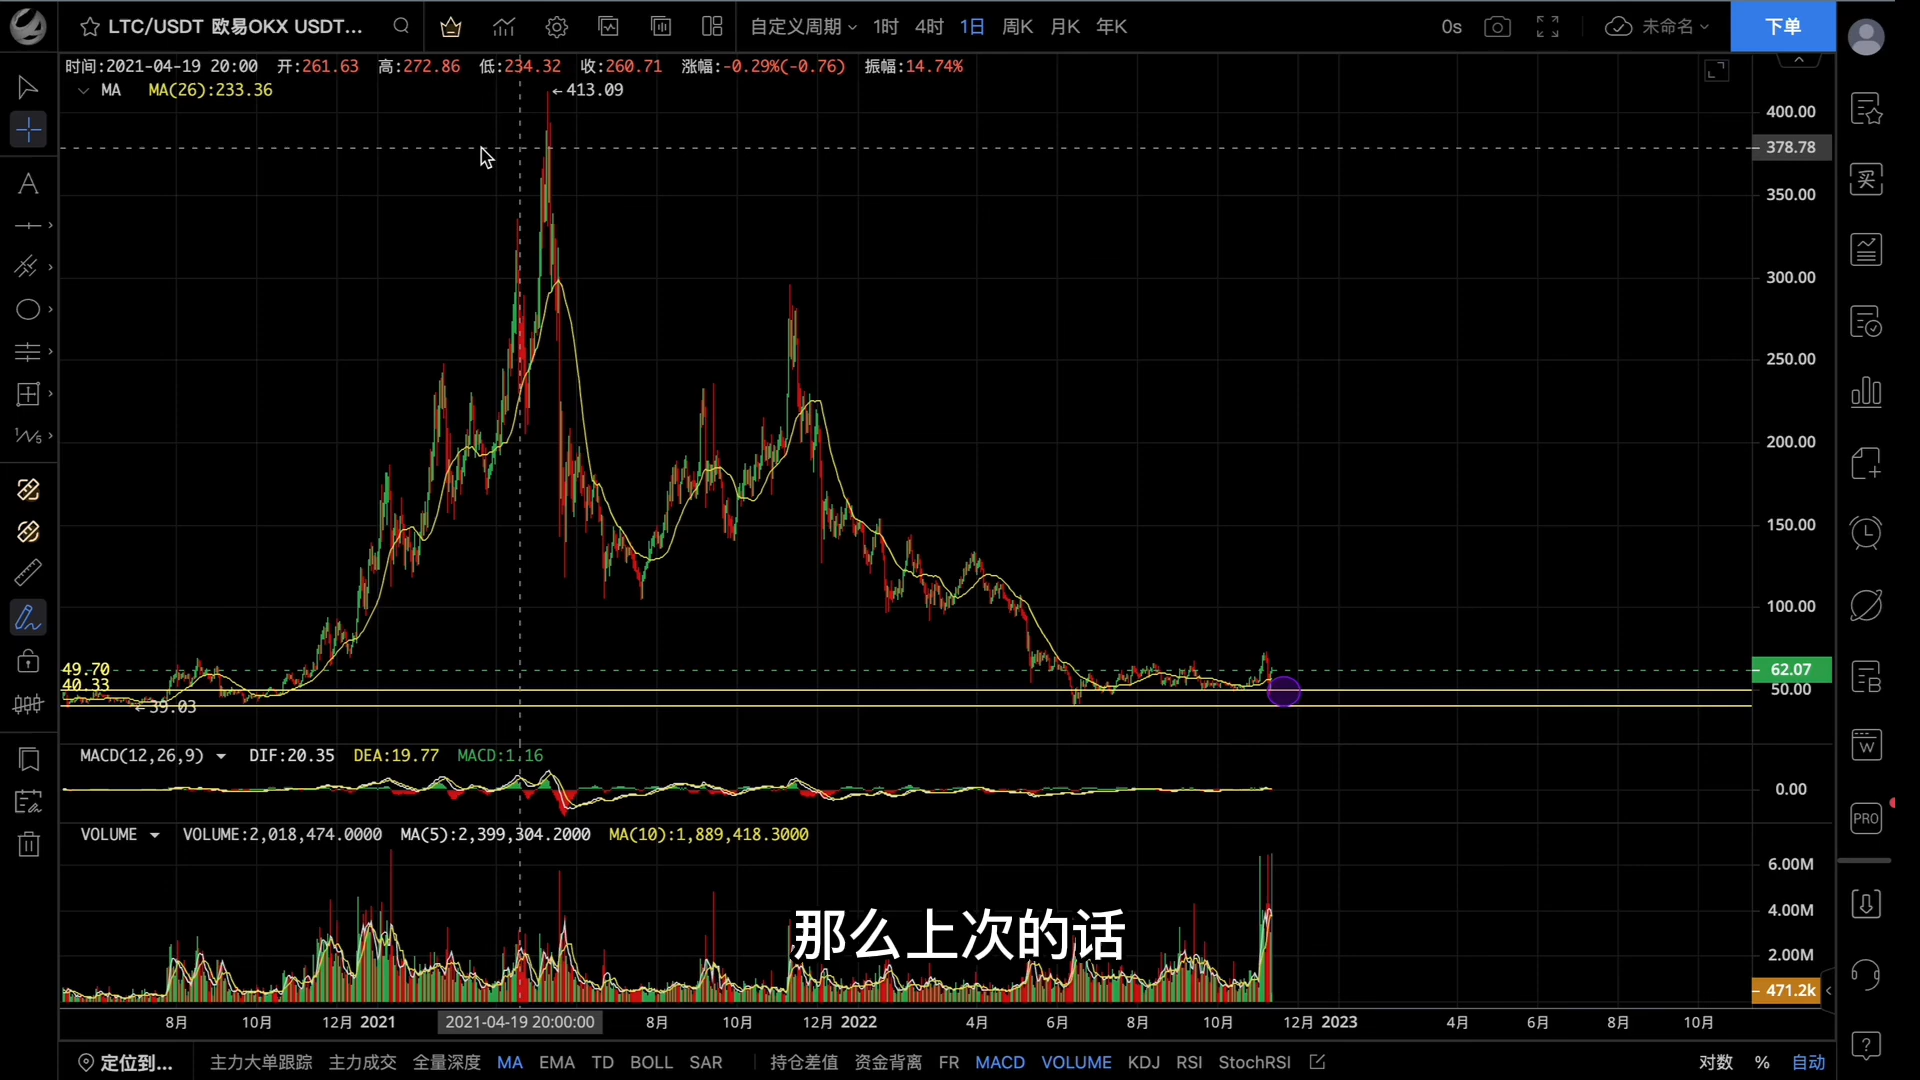 LTC/USDT 欧易OKX USDT... 自定义周期 1时 4时 1日 周K 月K 年K 0s 未命名 下单
时间:2021-04-19 20:00 开:261.63 高:272.86 低:234.32 收:260.71 涨幅:-0.29%(-0.76) 振幅:14.74%
MA MA(26):233.36
←413.09
400.00
378.78
350.00
300.00
250.00
200.00
150.00
100.00
49.70
62.07
40.33
50.00
←39.03
MACD(12,26,9) DIF:20.35 DEA:19.77 MACD:1.16
0.00
VOLUME VOLUME:2,018,474.0000 MA(5):2,399,304.2000 MA(10):1,889,418.3000
6.00M
4.00M
那么上次的话
2.00M
471.2k
8月 10月 12月 2021 2021-04-19 20:00:00 8月 10月 12月 2022 4月 6月 8月 10月 12月 2023 4月 6月 8月 10月
定位到... 主力大单跟踪 主力成交 全量深度 MA EMA TD BOLL SAR 持仓差值 资金背离 FR MACD VOLUME KDJ RSI StochRSI 对数 % 自动
买
B
W
PRO